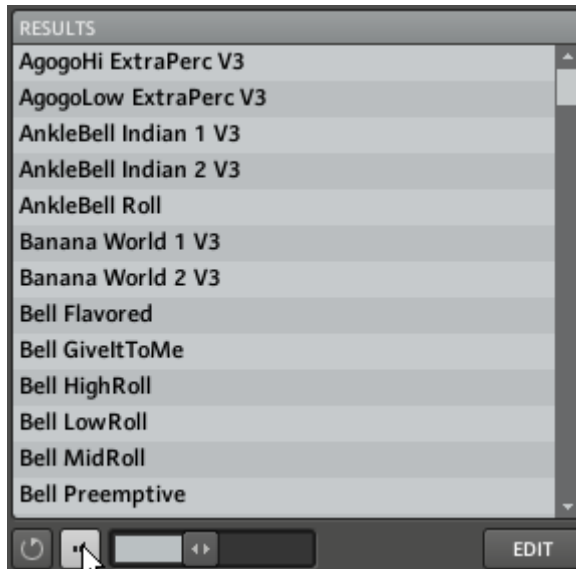 RESULTS
AgogoHi ExtraPerc V3
AgogoLow ExtraPerc V3
AnkleBell Indian 1 V3
AnkleBell Indian 2 V3
AnkleBell Roll
Banana World 1 V3
Banana World 2 V3
Bell Flavored
Bell GiveItToMe
Bell HighRoll
Bell LowRoll
Bell MidRoll
Bell Preemptive
EDIT